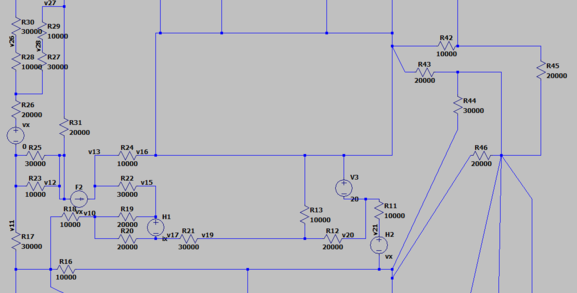 v27
R30
30000
R29
10000
v26
v28
R28
10000
R27
30000
R42
10000
R43
20000
R45
20000
R26
20000
R44
30000
vx
0
R31
20000
R25
30000
v13
R24
10000
v16
R46
20000
R23
10000
v12
F2
R22
30000
v15
V3
20
R18
10000
vx
v10
R19
20000
H1
R13
10000
R11
10000
v11
R17
30000
R20
20000
v17
R21
30000
v19
R12
20000
v20
v21
H2
vx
R16
10000